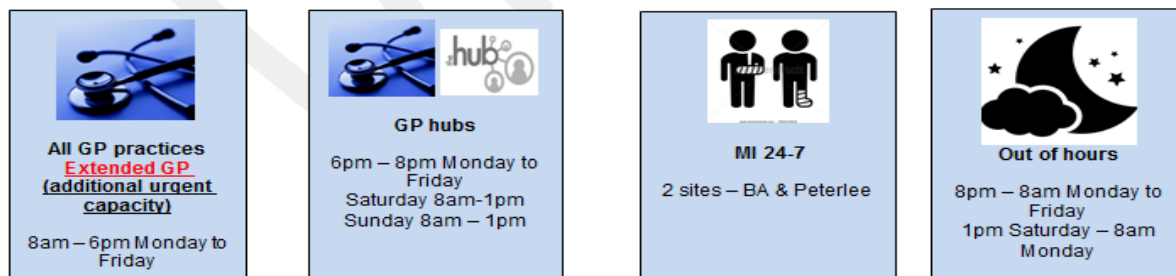 All GP practices
Extended GP
(additional urgent
capacity)
8am – 6pm Monday to
Friday
hub
GP hubs
6pm – 8pm Monday to
Friday
Saturday 8am-1pm
Sunday 8am – 1pm
MI 24-7
2 sites – BA & Peterlee
Out of hours
8pm – 8am Monday to
Friday
1pm Saturday – 8am
Monday